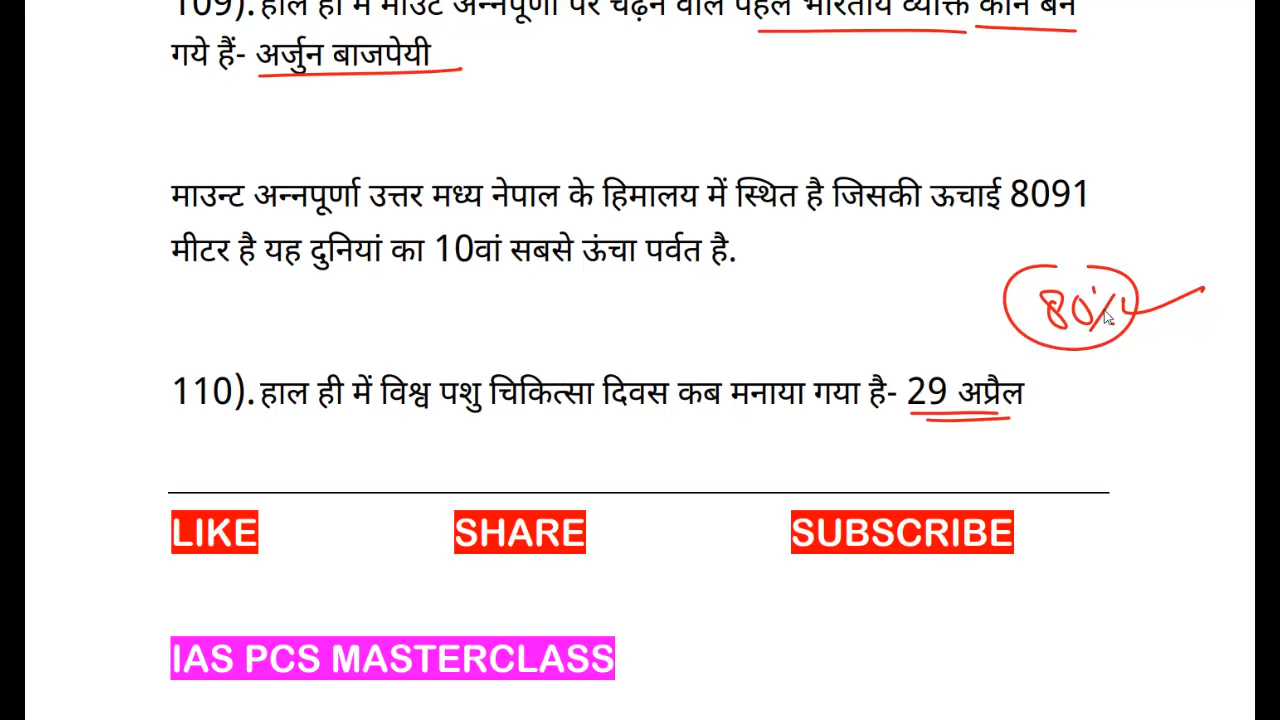 109). हाल ही में माउंट अन्नपूर्णा पर चढ़ने वाले पहले भारतीय व्यक्ति कौन बन
गये हैं- अर्जुन बाजपेयी
माउन्ट अन्नपूर्णा उत्तर मध्य नेपाल के हिमालय में स्थित है जिसकी ऊचाई 8091
मीटर है यह दुनियां का 10वां सबसे ऊंचा पर्वत है.
80%
110). हाल ही में विश्व पशु चिकित्सा दिवस कब मनाया गया है- 29 अप्रैल
LIKE SHARE SUBSCRIBE
IAS PCS MASTERCLASS